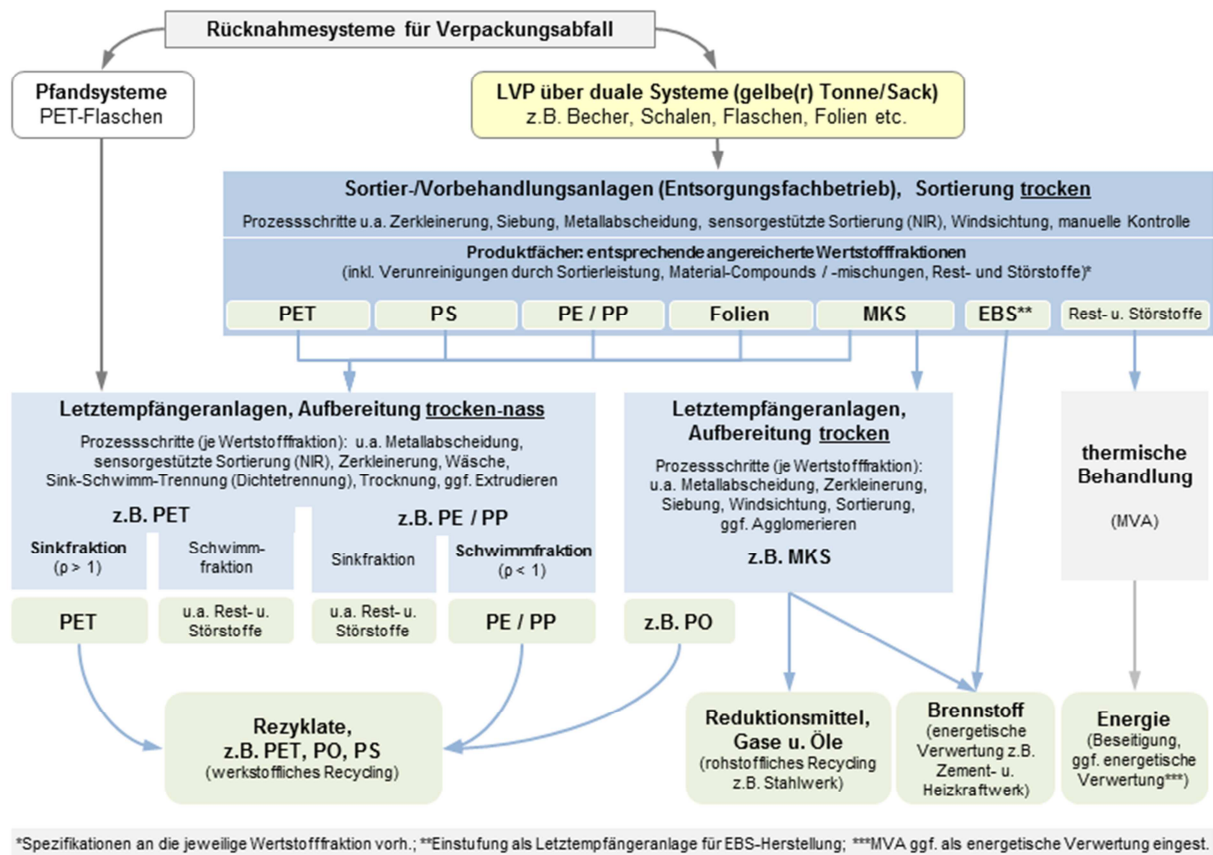 Rücknahmesysteme für Verpackungsabfall
Pfandsysteme
PET-Flaschen
LVP über duale Systeme (gelbe(r) Tonne/Sack)
z.B. Becher, Schalen, Flaschen, Folien etc.
Sortier-/Vorbehandlungsanlagen (Entsorgungsfachbetrieb), Sortierung trocken
Prozessschritte u.a. Zerkleinerung, Siebung, Metallabscheidung, sensorgestützte Sortierung (NIR), Windsichtung, manuelle Kontrolle
Produktfächer: entsprechende angereicherte Wertstofffraktionen
(inkl. Verunreinigungen durch Sortierleistung, Material-Compounds / -mischungen, Rest- und Störstoffe)*
PET
PS
PE / PP
Folien
MKS
EBS**
Rest- u. Störstoffe
Letztempfängeranlagen, Aufbereitung trocken-nass
Prozessschritte (je Wertstofffraktion): u.a. Metallabscheidung,
sensorgestützte Sortierung (NIR), Zerkleinerung, Wäsche,
Sink-Schwimm-Trennung (Dichtetrennung), Trocknung, ggf. Extrudieren
z.B. PET
z.B. PE / PP
Sinkfraktion
(ρ > 1)
Schwimm-
fraktion
Sinkfraktion
Schwimmfraktion
(ρ < 1)
PET
u.a. Rest- u.
Störstoffe
u.a. Rest- u.
Störstoffe
PE / PP
Letztempfängeranlagen,
Aufbereitung trocken
Prozessschritte (je Wertstofffraktion):
u.a. Metallabscheidung, Zerkleinerung,
Siebung, Windsichtung, Sortierung,
ggf. Agglomerieren
z.B. MKS
z.B. PO
thermische
Behandlung
(MVA)
Rezyklate,
z.B. PET, PO, PS
(werkstoffliches Recycling)
Reduktionsmittel,
Gase u. Öle
(rohstoffliches Recycling
z.B. Stahlwerk)
Brennstoff
(energetische
Verwertung z.B.
Zement- u.
Heizkraftwerk)
Energie
(Beseitigung,
ggf. energetische
Verwertung***)
*Spezifikationen an die jeweilige Wertstofffraktion vorh.; **Einstufung als Letztempfängeranlage für EBS-Herstellung; ***MVA ggf. als energetische Verwertung eingest.